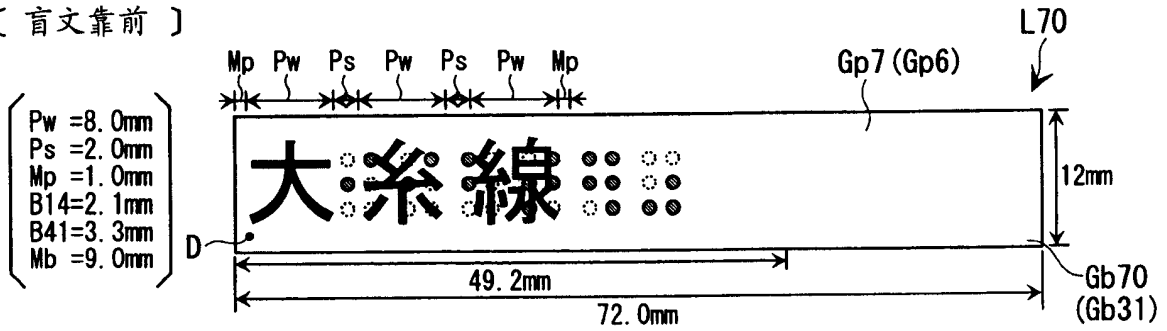 〔 盲文靠前 〕
L70
Mp Pw Ps Pw Ps Pw Mp
Gp7(Gp6)
Pw =8.0mm
Ps =2.0mm
Mp =1.0mm
B14=2.1mm
B41=3.3mm
Mb =9.0mm
大糸線
12mm
D
49.2mm
72.0mm
Gb70
(Gb31)